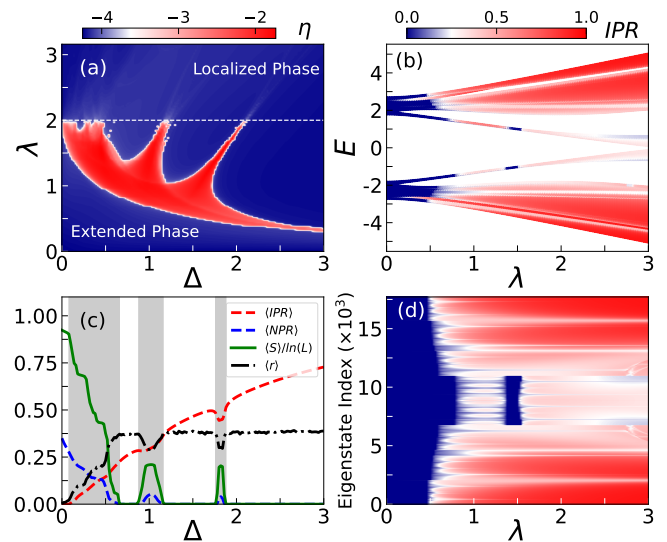 −4 −3 −2 η
(a)
Localized Phase
Extended Phase
λ
0 1 2 3
0 1 2 3
Δ
0.0 0.5 1.0 IPR
(b)
E
4 2 0 -2 -4
0 1 2 3
λ
(c)
1.00 0.75 0.50 0.25 0.00
⟨IPR⟩
⟨NPR⟩
⟨S⟩/ln(L)
⟨r⟩
0 1 2 3
Δ
(d)
Eigenstate Index (×10³)
15 10 5 0
0 1 2 3
λ